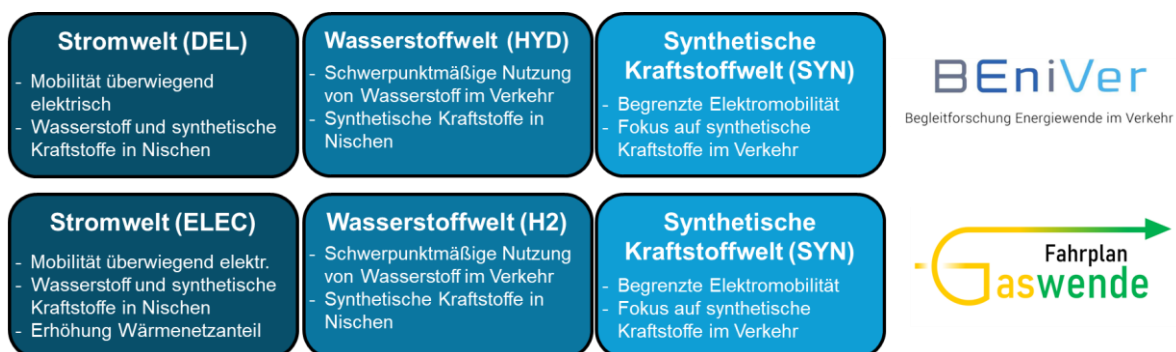 Stromwelt (DEL)
- Mobilität überwiegend
elektrisch
- Wasserstoff und synthetische
Kraftstoffe in Nischen
Wasserstoffwelt (HYD)
- Schwerpunktmäßige Nutzung
von Wasserstoff im Verkehr
- Synthetische Kraftstoffe in
Nischen
Synthetische
Kraftstoffwelt (SYN)
- Begrenzte Elektromobilität
- Fokus auf synthetische
Kraftstoffe im Verkehr
BEniVer
Begleitforschung Energiewende im Verkehr
Stromwelt (ELEC)
- Mobilität überwiegend elektr.
- Wasserstoff und synthetische
Kraftstoffe in Nischen
- Erhöhung Wärmenetzanteil
Wasserstoffwelt (H2)
- Schwerpunktmäßige Nutzung
von Wasserstoff im Verkehr
- Synthetische Kraftstoffe in
Nischen
Synthetische
Kraftstoffwelt (SYN)
- Begrenzte Elektromobilität
- Fokus auf synthetische
Kraftstoffe im Verkehr
Fahrplan
Gaswende